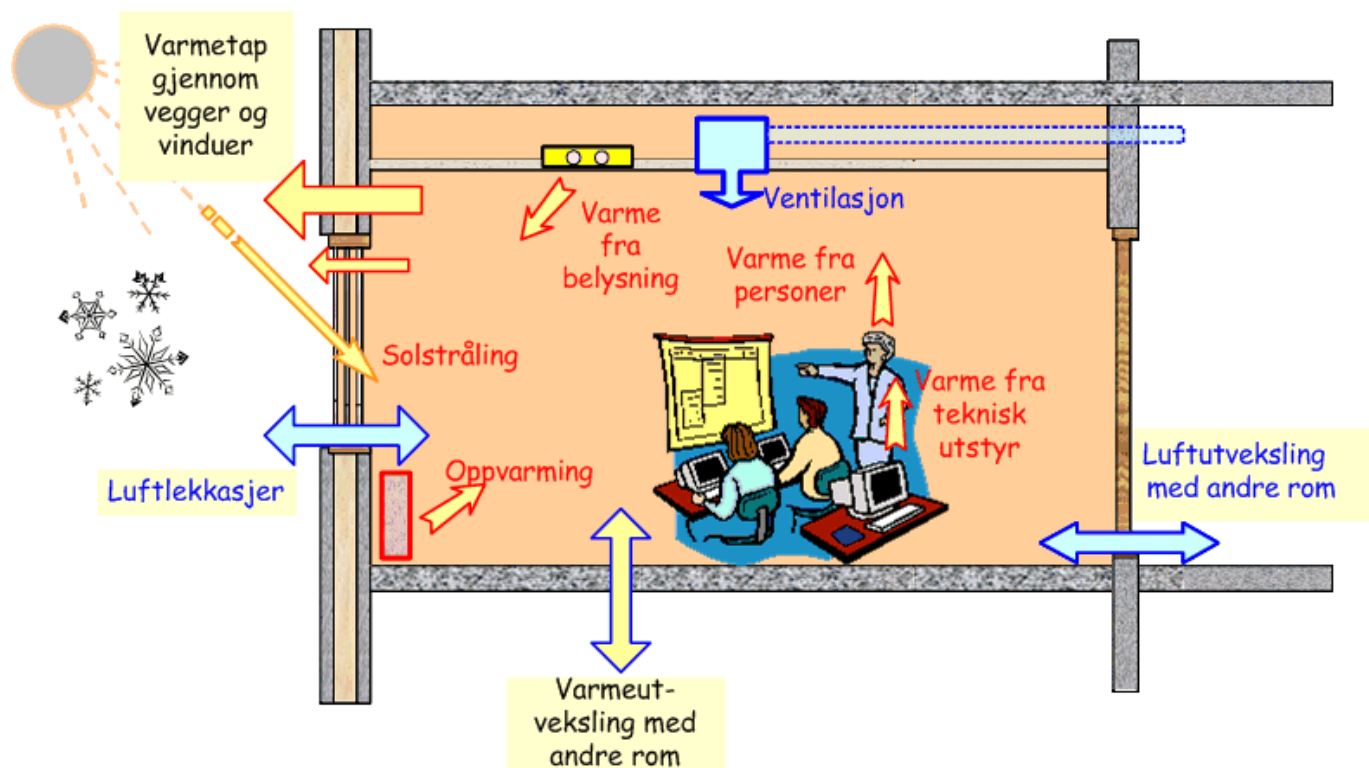 Varmetap
gjennom
vegger og
vinduer
Ventilasjon
Varme
fra
belysning
Varme fra
personer
Solstråling
Varme fra
teknisk
utstyr
Oppvarming
Luftlekkasjer
Luftutveksling
med andre rom
Varmeut-
veksling med
andre rom